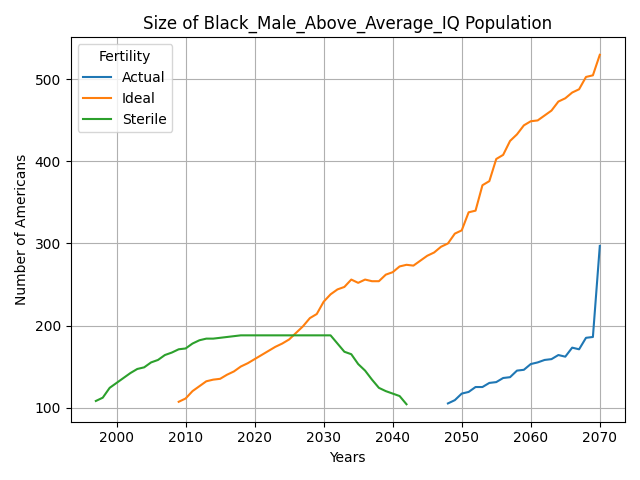 Size of Black_Male_Above_Average_IQ Population
Fertility
Actual
Ideal
Sterile
Number of Americans
500
400
300
200
100
2000 2010 2020 2030 2040 2050 2060 2070
Years